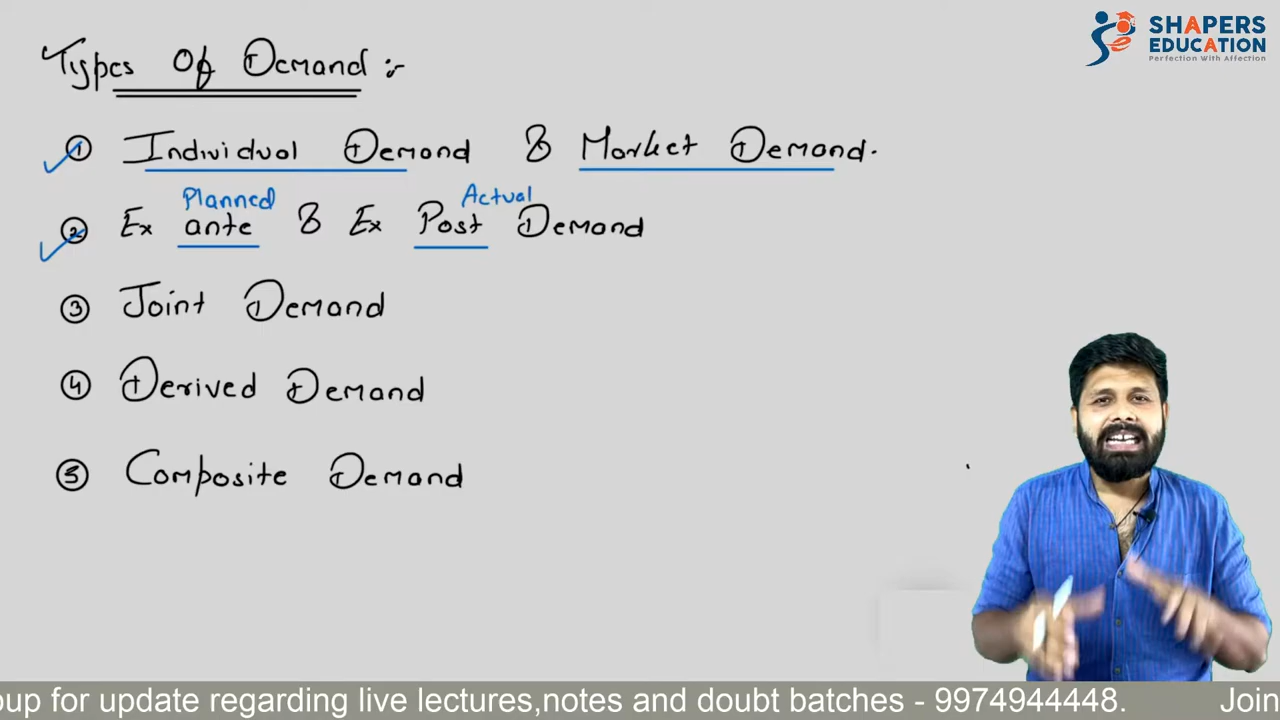 SHAPERS
EDUCATION
Perfection With Affection
Types Of Demand :-
① Individual Demand & Market Demand.
Planned Actual
② Ex ante & Ex Post Demand
③ Joint Demand
④ Derived Demand
⑤ Composite Demand
oup for update regarding live lectures,notes and doubt batches - 9974944448. Join